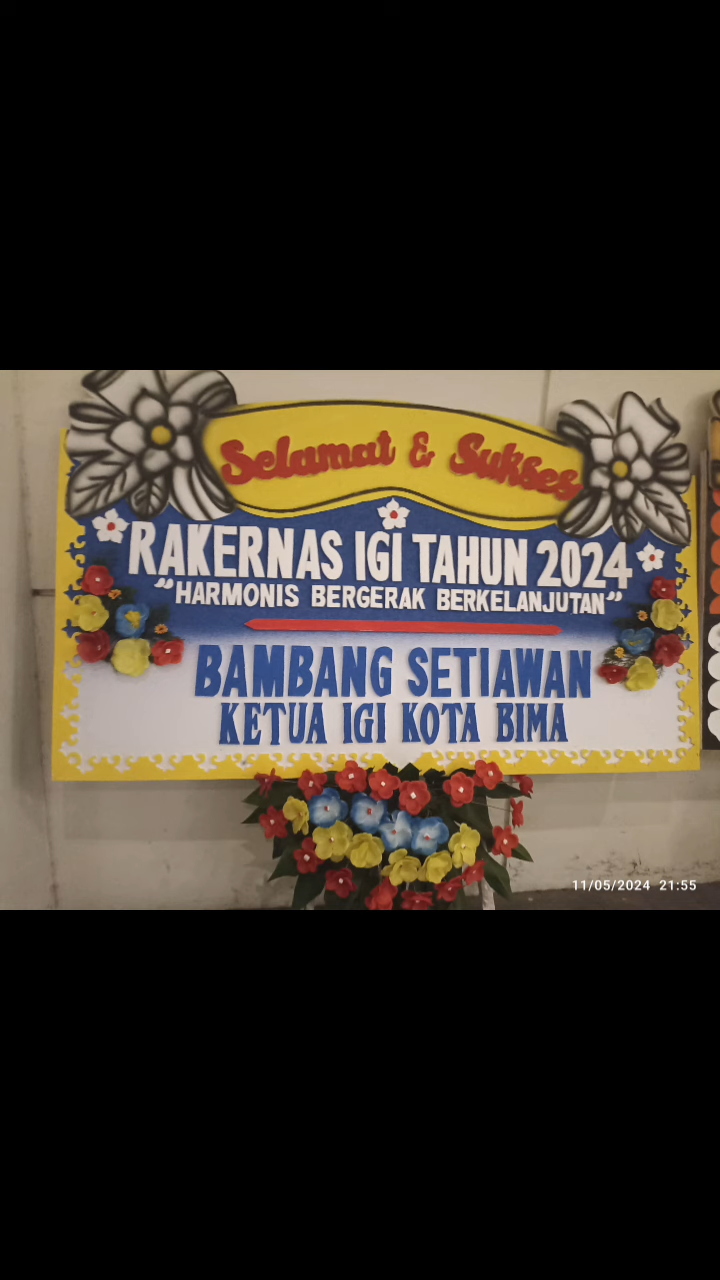 Selamat & Sukses
RAKERNAS IGI TAHUN 2024
"HARMONIS BERGERAK BERKELANJUTAN"
BAMBANG SETIAWAN
KETUA IGI KOTA BIMA
11/05/2024 21:55